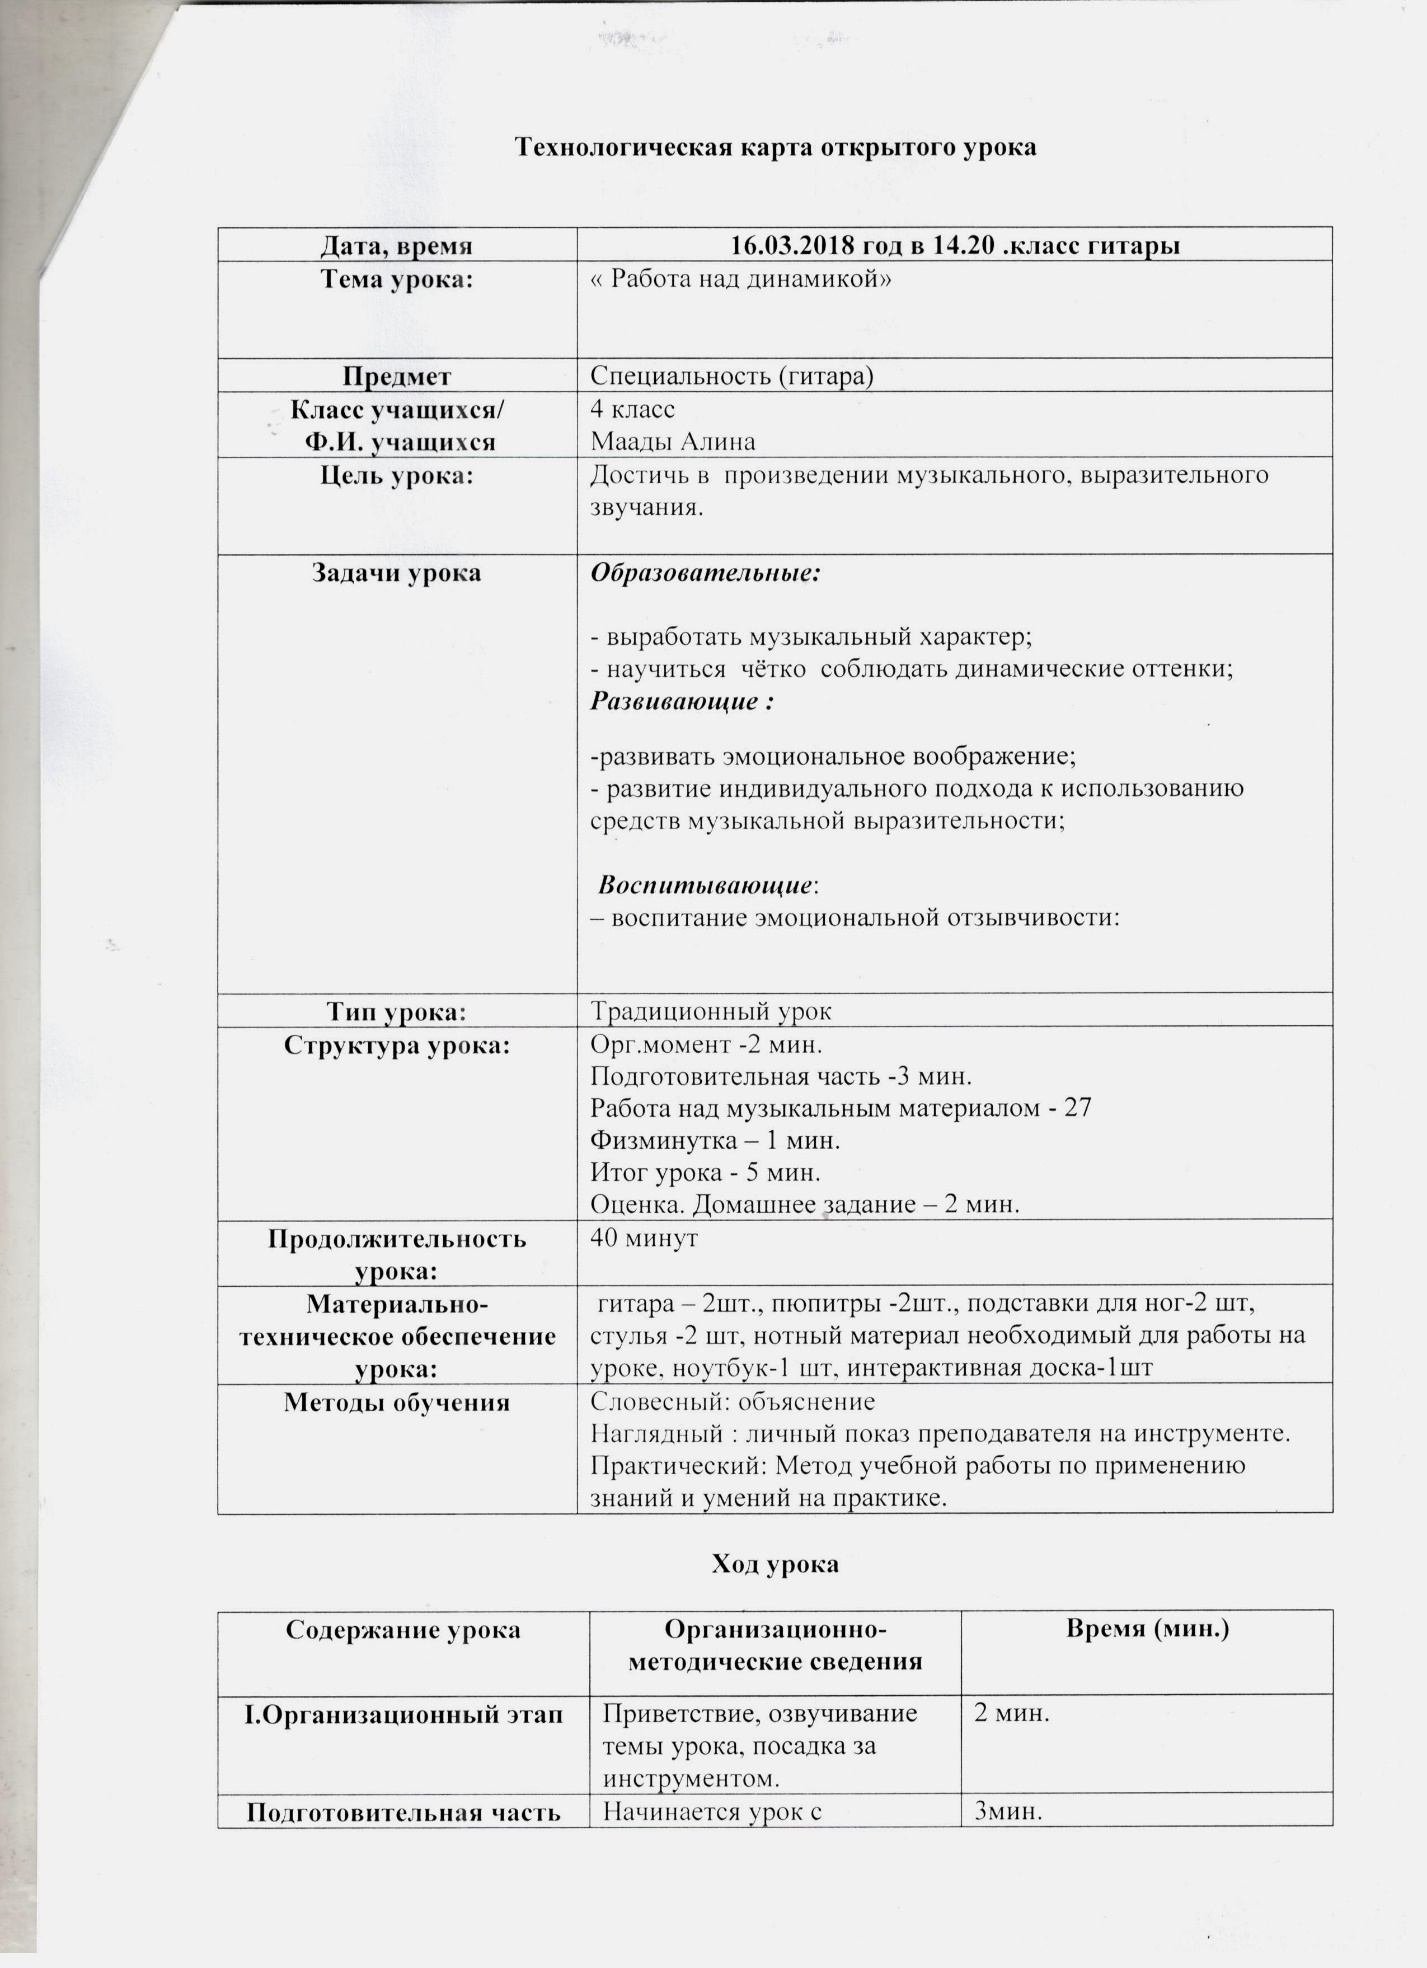 Технологическая карта открытого урока
Дата, время
16.03.2018 год в 14.20 .класс гитары
Тема урока:
« Работа над динамикой»
Предмет
Специальность (гитара)
Класс учащихся/
Ф.И. учащихся
4 класс
Маады Алина
Цель урока:
Достичь в  произведении музыкального, выразительного
звучания.
Задачи урока
Образовательные:
- выработать музыкальный характер;
- научиться  чётко  соблюдать динамические оттенки;
Развивающие :
-развивать эмоциональное воображение;
- развитие индивидуального подхода к использованию
средств музыкальной выразительности;
Воспитывающие:
– воспитание эмоциональной отзывчивости:
Тип урока:
Традиционный урок
Структура урока:
Орг.момент -2 мин.
Подготовительная часть -3 мин.
Работа над музыкальным материалом - 27
Физминутка – 1 мин.
Итог урока - 5 мин.
Оценка. Домашнее задание – 2 мин.
Продолжительность
урока:
40 минут
Материально-
техническое обеспечение
урока:
гитара – 2шт., пюпитры -2шт., подставки для ног-2 шт,
стулья -2 шт, нотный материал необходимый для работы на
уроке, ноутбук-1 шт, интерактивная доска-1шт
Методы обучения
Словесный: объяснение
Наглядный : личный показ преподавателя на инструменте.
Практический: Метод учебной работы по применению
знаний и умений на практике.
Ход урока
Содержание урока
Организационно-
методические сведения
Время (мин.)
I.Организационный этап
Приветствие, озвучивание
темы урока, посадка за
инструментом.
2 мин.
Подготовительная часть
Начинается урок с
3мин.